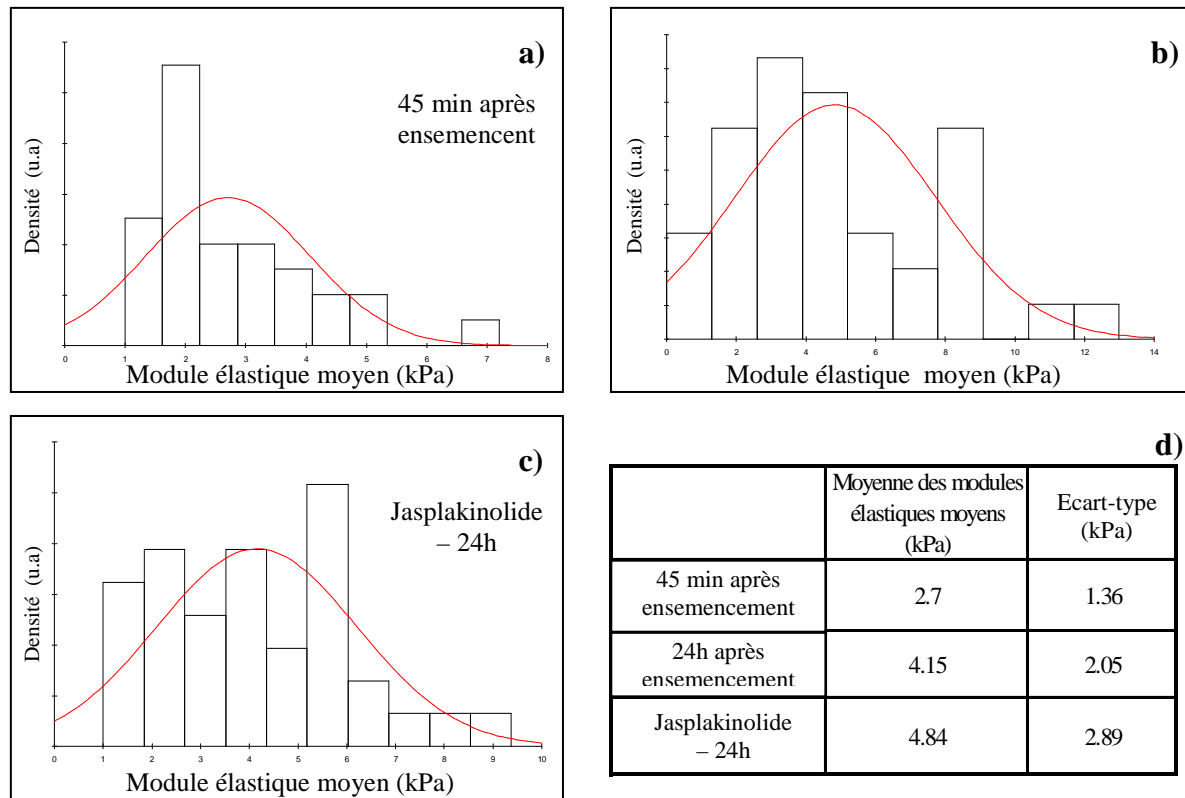 a)
45 min après
ensemencent
Densité (u.a)
0 1 2 3 4 5 6 7 8
Module élastique moyen (kPa)
b)
Densité (u.a)
0 2 4 6 8 10 12 14
Module élastique moyen (kPa)
c)
Jasplakinolide
– 24h
Densité (u.a)
0 1 2 3 4 5 6 7 8 9 10
Module élastique moyen (kPa)
d)
Moyenne des modules
élastiques moyens
(kPa)
Ecart-type
(kPa)
45 min après
ensemencement
2.7
1.36
24h après
ensemencement
4.15
2.05
Jasplakinolide
– 24h
4.84
2.89